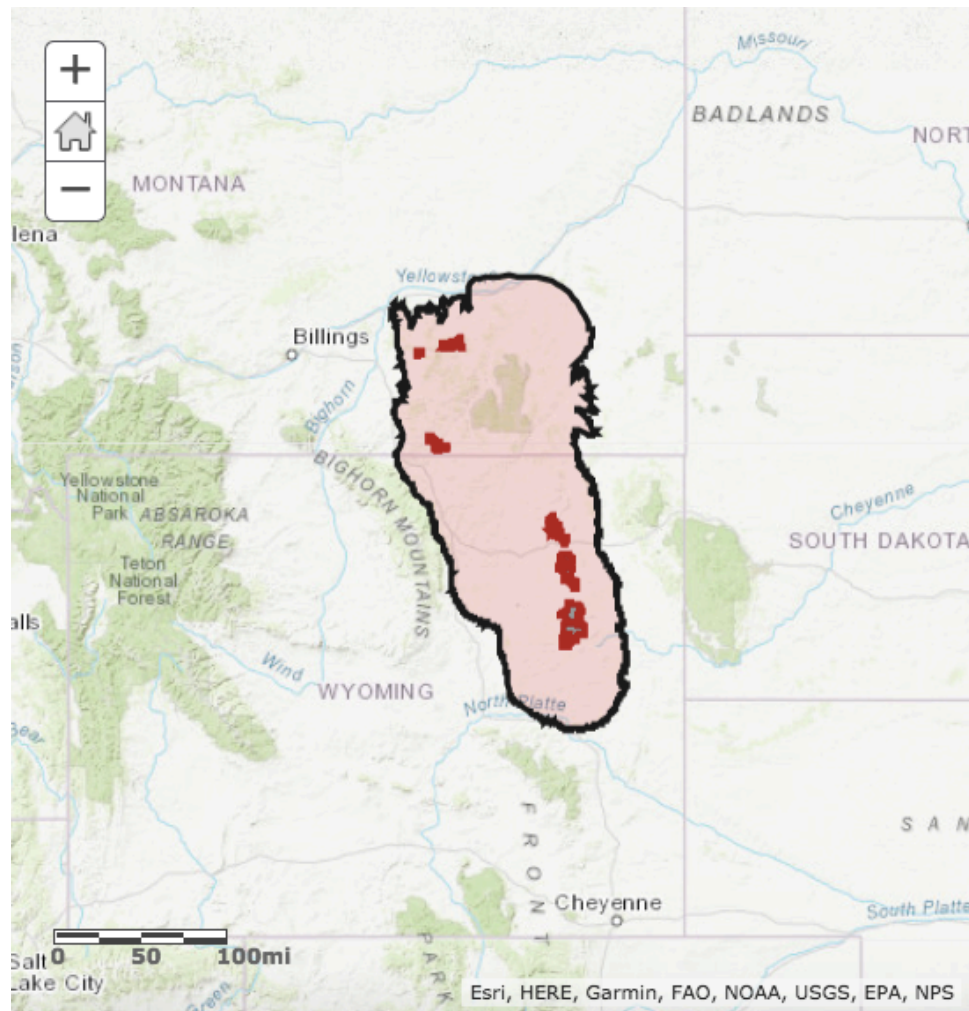 +
−
Missouri
BADLANDS
NORT
MONTANA
lena
Yellowst
Billings
Bighorn
BIGHORN MOUNTAINS
Yellowstone
National
Park
ABSAROKA
RANGE
Teton
National
Forest
Cheyenne
SOUTH DAKOTA
alls
Wind
WYOMING
North Platte
Bear
FRONT
SAN
Cheyenne
South Platte
PARK
0 50 100mi
Salt
Lake City
Green
Esri, HERE, Garmin, FAO, NOAA, USGS, EPA, NPS